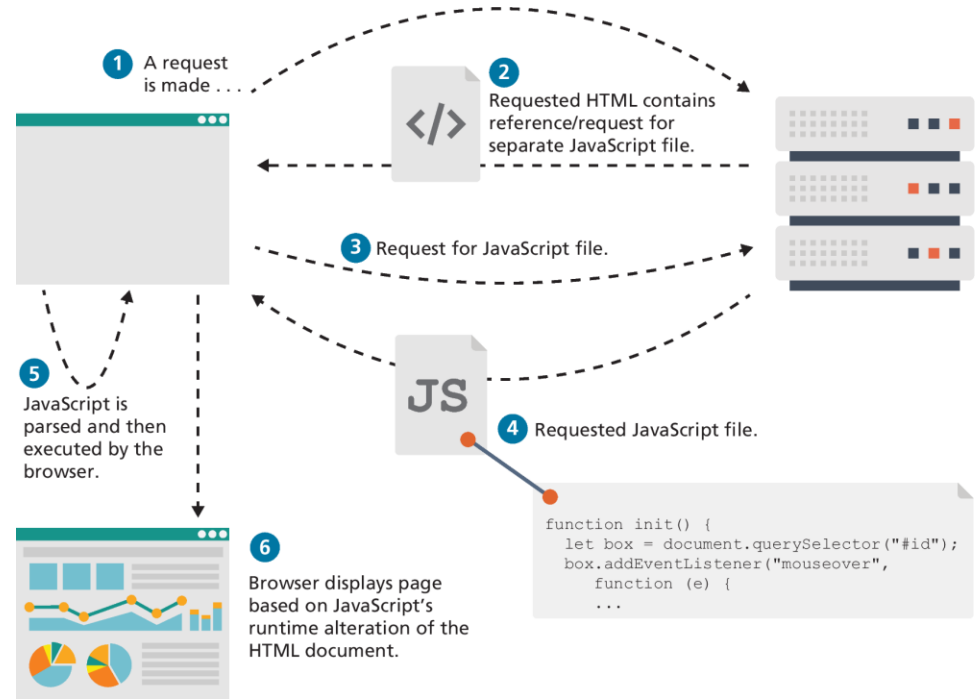 1
A request
is made . . .
2
Requested HTML contains
reference/request for
separate JavaScript file.
</>
3
Request for JavaScript file.
JS
4
Requested JavaScript file.
function init() {
let box = document.querySelector("#id");
box.addEventListener("mouseover",
function (e) {
...
5
JavaScript is
parsed and then
executed by the
browser.
6
Browser displays page
based on JavaScript’s
runtime alteration of the
HTML document.